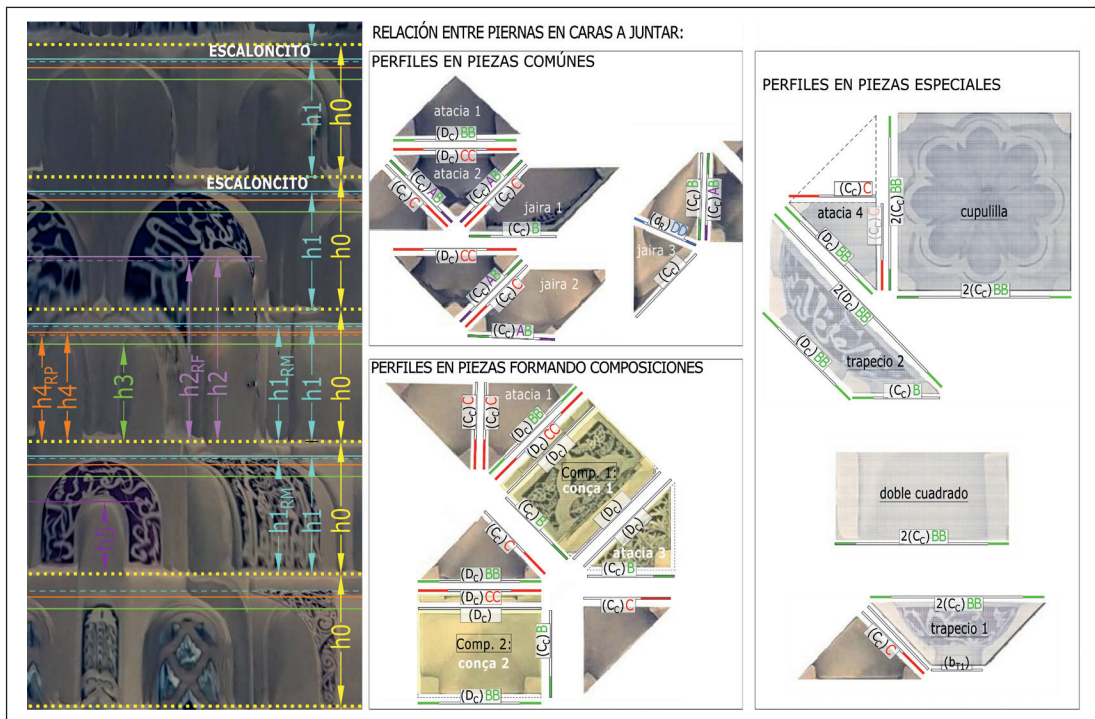 ESCALONCITO
h1
h0
ESCALONCITO
h1
h0
h4RP
h4
h3
h2RF
h2
h1RM
h1
h0
h5
h1RM
h1
h0
h0
RELACIÓN ENTRE PIERNAS EN CARAS A JUNTAR:
PERFILES EN PIEZAS COMÚNES
atacia 1
(DC)BB
(DC)CC
atacia 2
(CC)AB
(CC)C
(CC)AB
(CC)C
jaira 1
(CC)B
(DC)CC
(CC)AB
(CC)C
jaira 2
(CC)AB
(CC)B
(CC)AB
(dR)DD
jaira 3
(CC)
PERFILES EN PIEZAS FORMANDO COMPOSICIONES
atacia 1
(CC)C
(CC)C
(DC)BB
(DC)CC
(DC)
Comp. 1:
conça 1
(CC)B
(DC)
(DC)
atacia 3
(CC)B
(CC)C
(DC)BB
(DC)CC
(DC)
Comp. 2:
conça 2
(CC)B
(DC)BB
(CC)C
PERFILES EN PIEZAS ESPECIALES
(CC)C
atacia 4
(CC)C
2(CC)BB
cupulilla
2(CC)BB
(DC)BB
2(DC)BB
(DC)BB
trapecio 2
(CC)B
doble cuadrado
2(CC)BB
2(CC)BB
trapecio 1
(CC)C
(bT1)